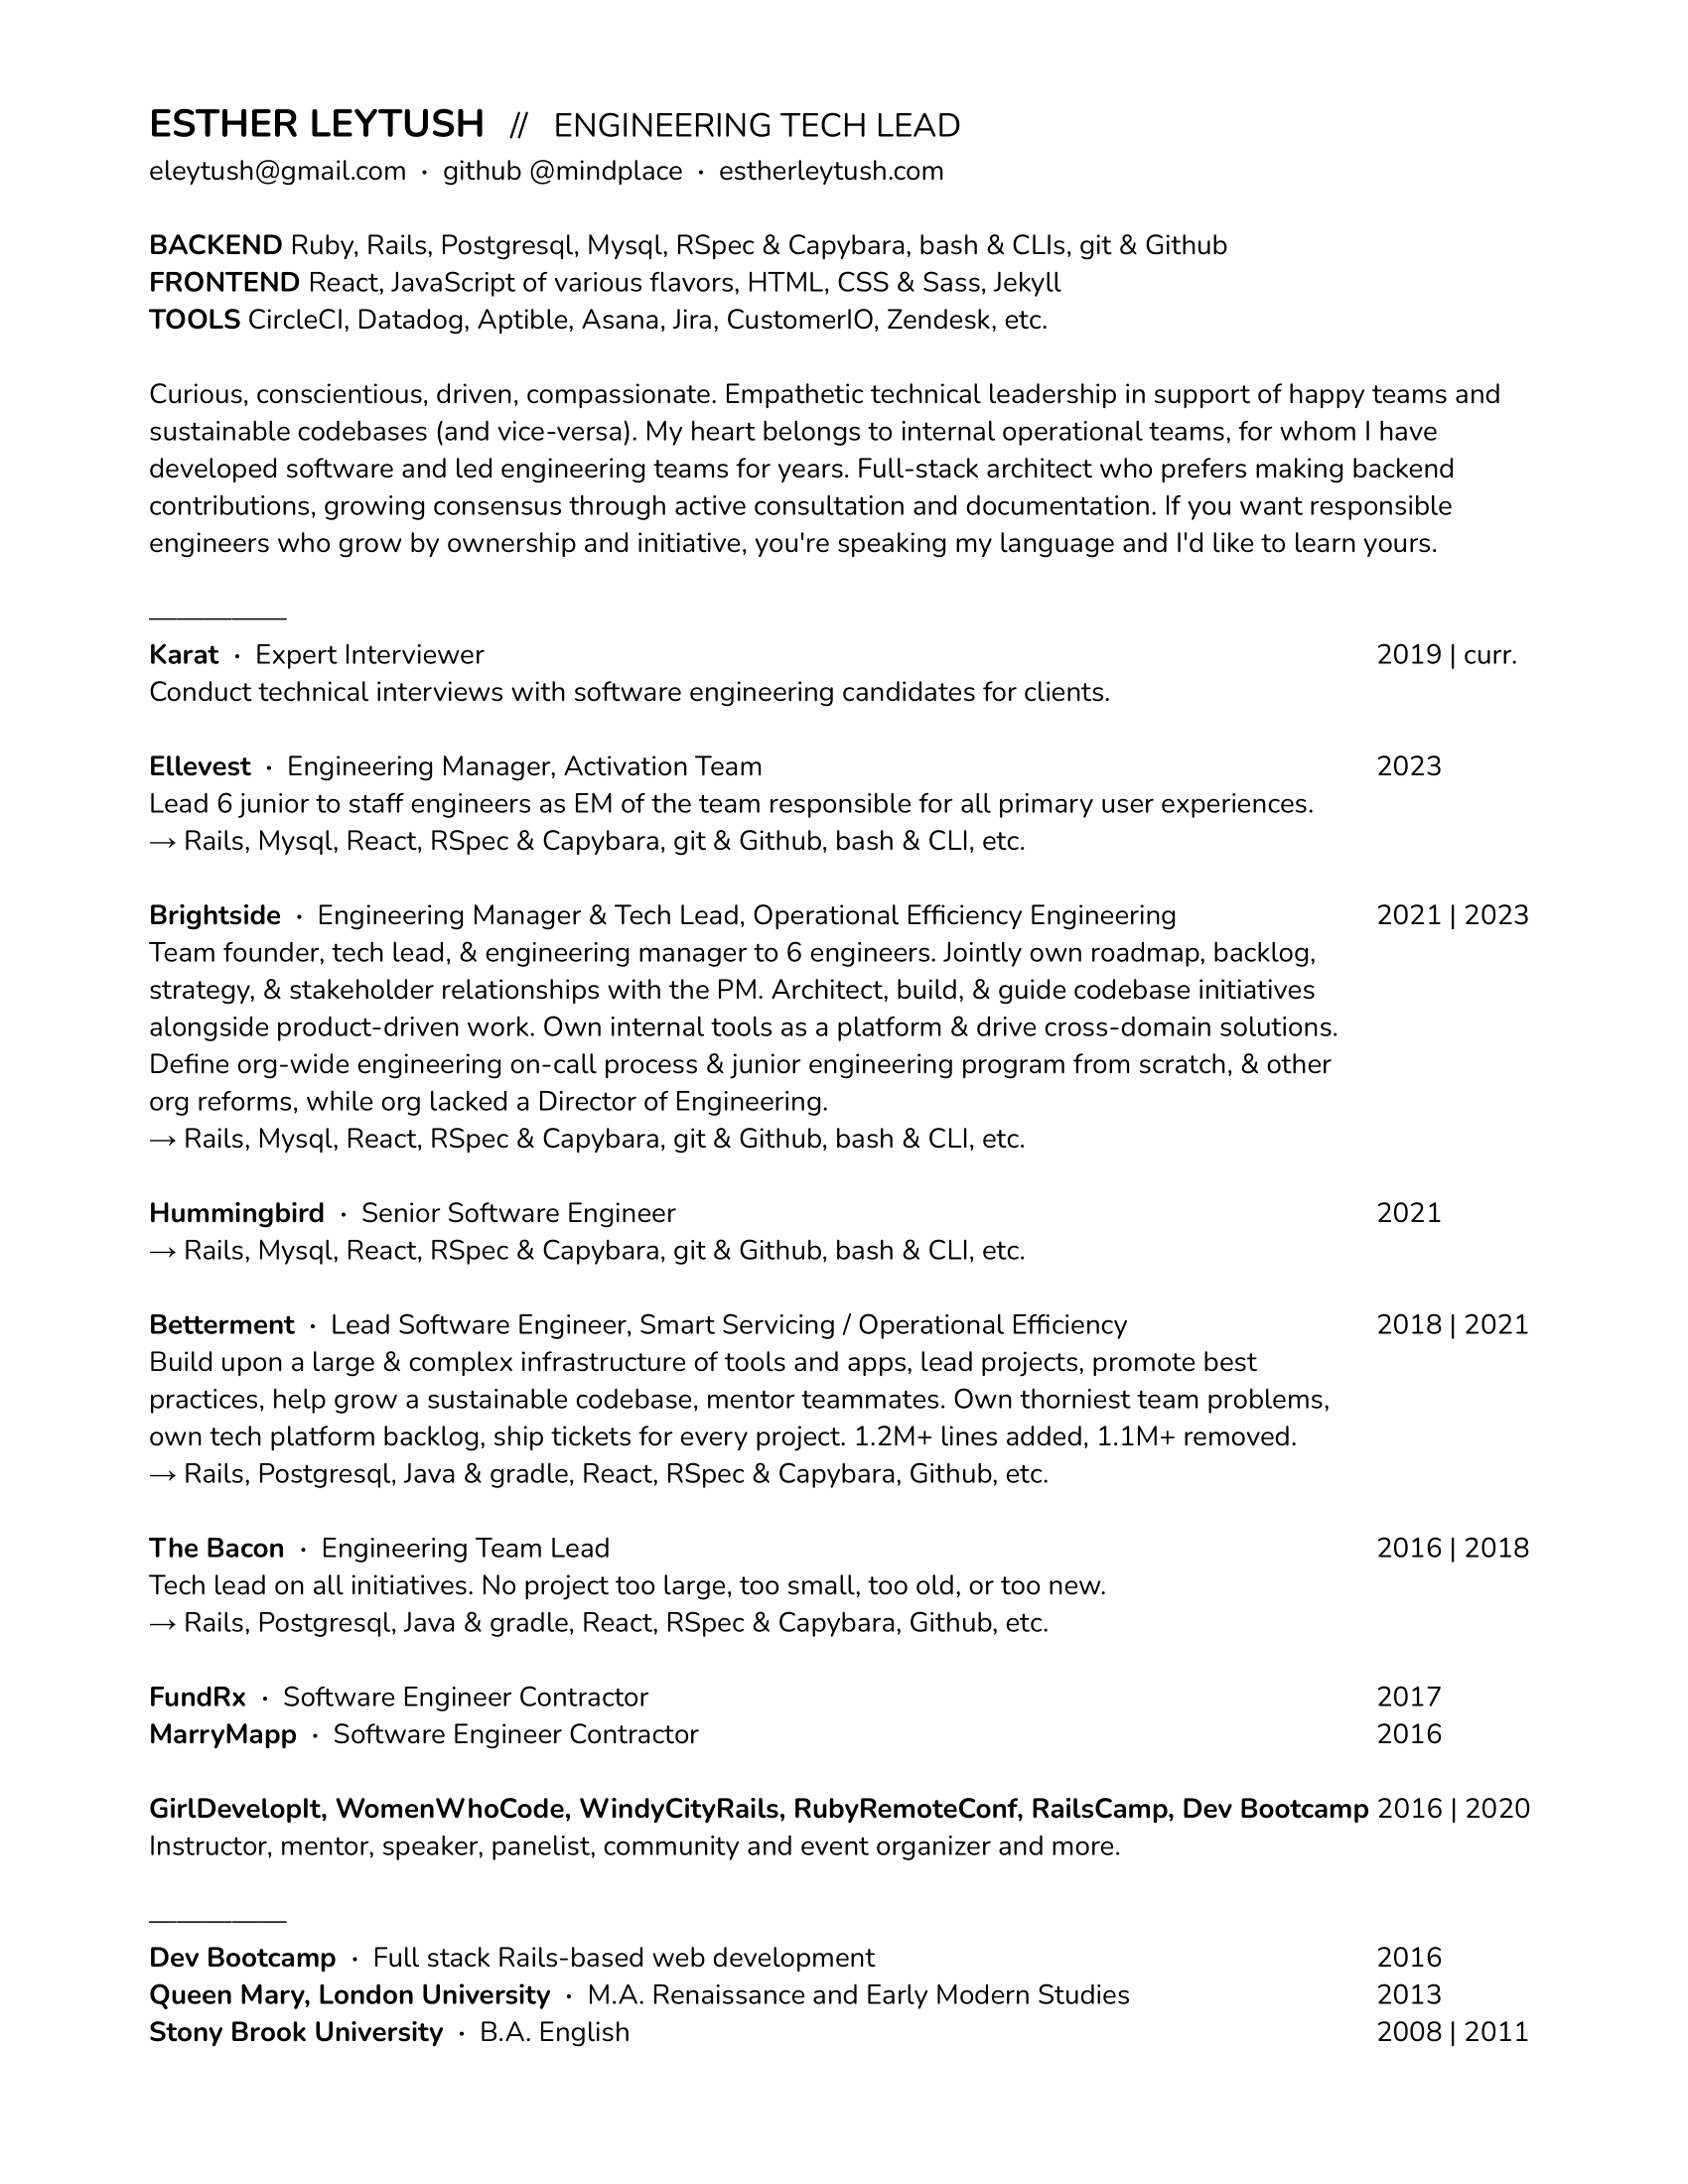 ESTHER LEYTUSH // ENGINEERING TECH LEAD
eleytush@gmail.com · github @mindplace · estherleytush.com
BACKEND Ruby, Rails, Postgresql, Mysql, RSpec & Capybara, bash & CLIs, git & Github
FRONTEND React, JavaScript of various flavors, HTML, CSS & Sass, Jekyll
TOOLS CircleCI, Datadog, Aptible, Asana, Jira, CustomerIO, Zendesk, etc.
Curious, conscientious, driven, compassionate. Empathetic technical leadership in support of happy teams and
sustainable codebases (and vice-versa). My heart belongs to internal operational teams, for whom I have
developed software and led engineering teams for years. Full-stack architect who prefers making backend
contributions, growing consensus through active consultation and documentation. If you want responsible
engineers who grow by ownership and initiative, you're speaking my language and I'd like to learn yours.
Karat · Expert Interviewer 2019 | curr.
Conduct technical interviews with software engineering candidates for clients.
Ellevest · Engineering Manager, Activation Team 2023
Lead 6 junior to staff engineers as EM of the team responsible for all primary user experiences.
→ Rails, Mysql, React, RSpec & Capybara, git & Github, bash & CLI, etc.
Brightside · Engineering Manager & Tech Lead, Operational Efficiency Engineering 2021 | 2023
Team founder, tech lead, & engineering manager to 6 engineers. Jointly own roadmap, backlog,
strategy, & stakeholder relationships with the PM. Architect, build, & guide codebase initiatives
alongside product-driven work. Own internal tools as a platform & drive cross-domain solutions.
Define org-wide engineering on-call process & junior engineering program from scratch, & other
org reforms, while org lacked a Director of Engineering.
→ Rails, Mysql, React, RSpec & Capybara, git & Github, bash & CLI, etc.
Hummingbird · Senior Software Engineer 2021
→ Rails, Mysql, React, RSpec & Capybara, git & Github, bash & CLI, etc.
Betterment · Lead Software Engineer, Smart Servicing / Operational Efficiency 2018 | 2021
Build upon a large & complex infrastructure of tools and apps, lead projects, promote best
practices, help grow a sustainable codebase, mentor teammates. Own thorniest team problems,
own tech platform backlog, ship tickets for every project. 1.2M+ lines added, 1.1M+ removed.
→ Rails, Postgresql, Java & gradle, React, RSpec & Capybara, Github, etc.
The Bacon · Engineering Team Lead 2016 | 2018
Tech lead on all initiatives. No project too large, too small, too old, or too new.
→ Rails, Postgresql, Java & gradle, React, RSpec & Capybara, Github, etc.
FundRx · Software Engineer Contractor 2017
MarryMapp · Software Engineer Contractor 2016
GirlDevelopIt, WomenWhoCode, WindyCityRails, RubyRemoteConf, RailsCamp, Dev Bootcamp 2016 | 2020
Instructor, mentor, speaker, panelist, community and event organizer and more.
Dev Bootcamp · Full stack Rails-based web development 2016
Queen Mary, London University · M.A. Renaissance and Early Modern Studies 2013
Stony Brook University · B.A. English 2008 | 2011